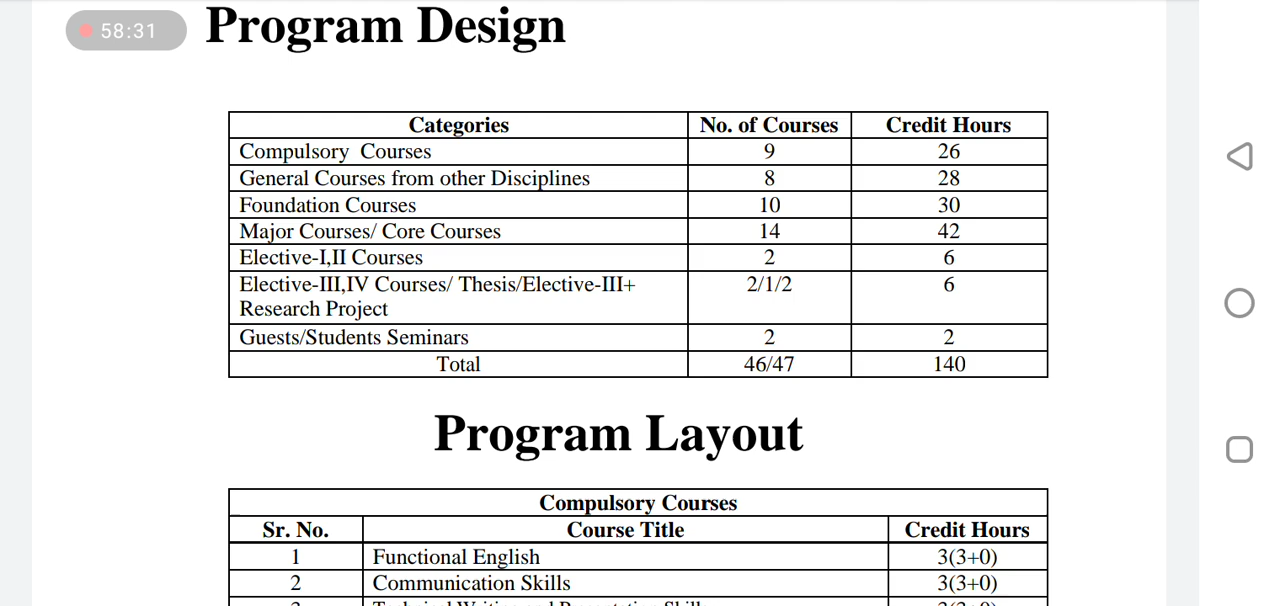 58:31
Program Design
Categories No. of Courses Credit Hours
Compulsory Courses 9 26
General Courses from other Disciplines 8 28
Foundation Courses 10 30
Major Courses/ Core Courses 14 42
Elective-I,II Courses 2 6
Elective-III,IV Courses/ Thesis/Elective-III+ 2/1/2 6
Research Project
Guests/Students Seminars 2 2
Total 46/47 140
Program Layout
Compulsory Courses
Sr. No. Course Title Credit Hours
1 Functional English 3(3+0)
2 Communication Skills 3(3+0)